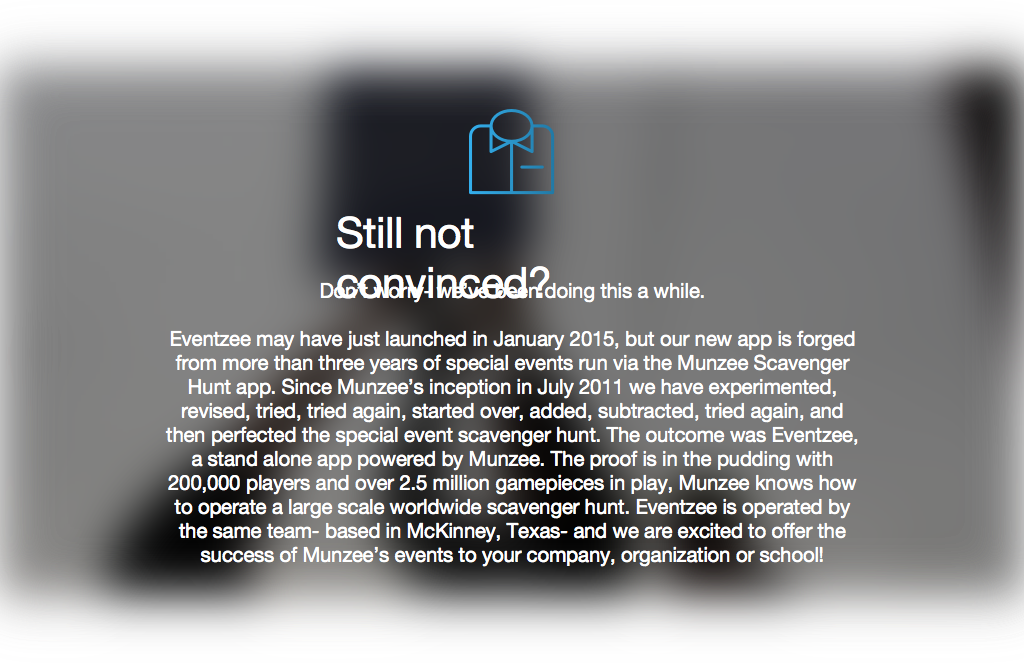 Still not
convinced?
Don't worry- we've been doing this a while.
Eventzee may have just launched in January 2015, but our new app is forged
from more than three years of special events run via the Munzee Scavenger
Hunt app. Since Munzee’s inception in July 2011 we have experimented,
revised, tried, tried again, started over, added, subtracted, tried again, and
then perfected the special event scavenger hunt. The outcome was Eventzee,
a stand alone app powered by Munzee. The proof is in the pudding with
200,000 players and over 2.5 million gamepieces in play, Munzee knows how
to operate a large scale worldwide scavenger hunt. Eventzee is operated by
the same team- based in McKinney, Texas- and we are excited to offer the
success of Munzee’s events to your company, organization or school!